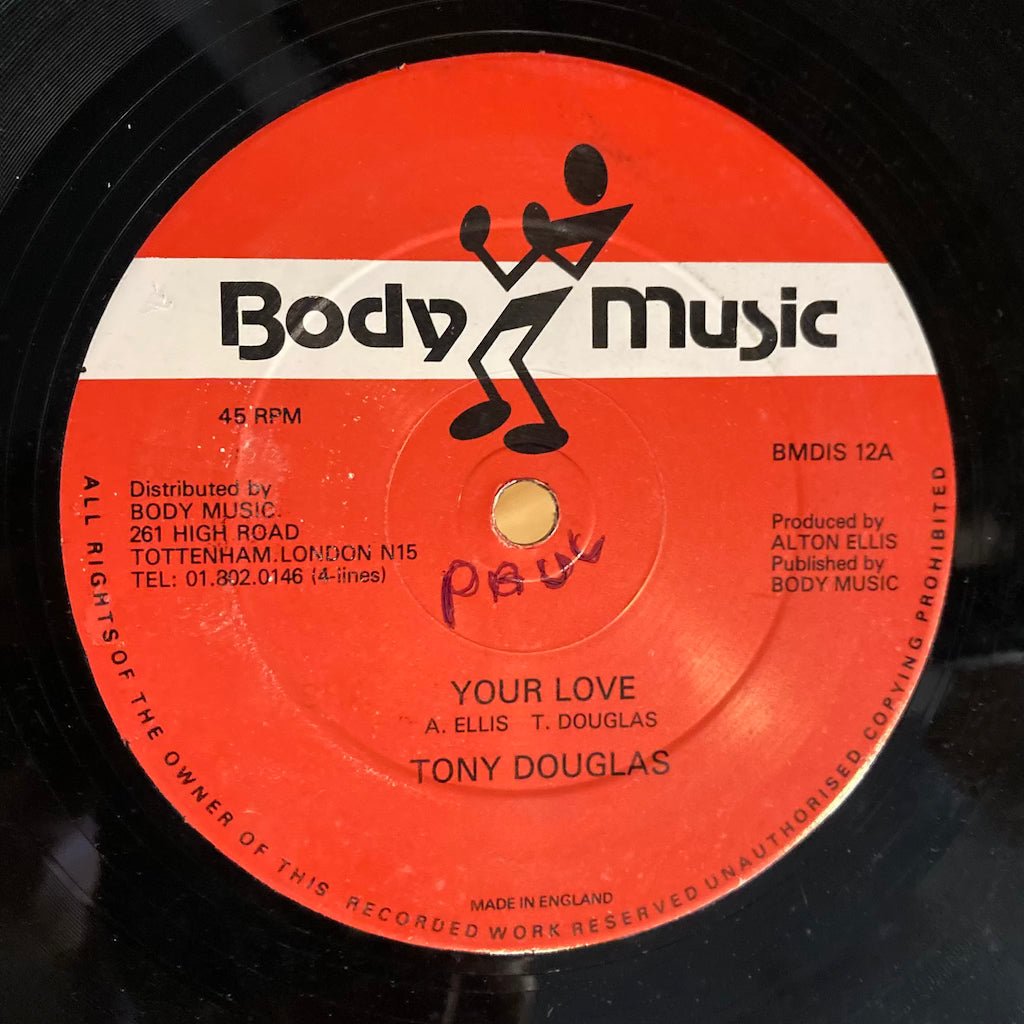 Body Music
45 RPM
BMDIS 12A
Distributed by
BODY MUSIC.
261 HIGH ROAD
TOTTENHAM.LONDON N15
TEL: 01.802.0146 (4-lines)
Produced by
ALTON ELLIS
Published by
BODY MUSIC
YOUR LOVE
A. ELLIS T. DOUGLAS
TONY DOUGLAS
MADE IN ENGLAND
ALL RIGHTS OF THE OWNER OF THIS RECORDED WORK RESERVED UNAUTHORISED COPYING PROHIBITED